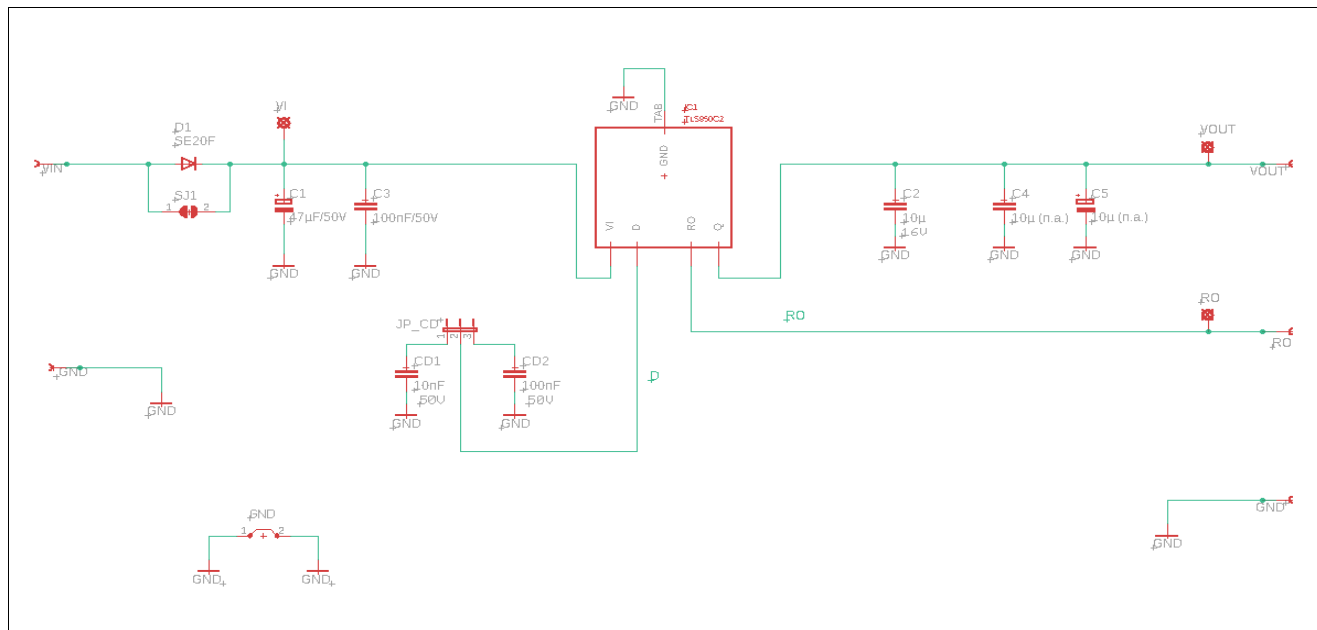 GND
TAB
IC1
TLS850C2
GND
VI
D1
SE20F
VIN
SJ1
1 2
C1
47µF/50V
GND
C3
100nF/50V
GND
VI
D
RO
Q
VOUT
VOUT
C2
10µ
16V
GND
C4
10µ (n.a.)
GND
C5
10µ (n.a.)
GND
RO
RO
RO
JP_CD
1 2 3
CD1
10nF
50V
GND
CD2
100nF
50V
GND
D
GND
GND
GND
GND
GND
1 2
GND
GND